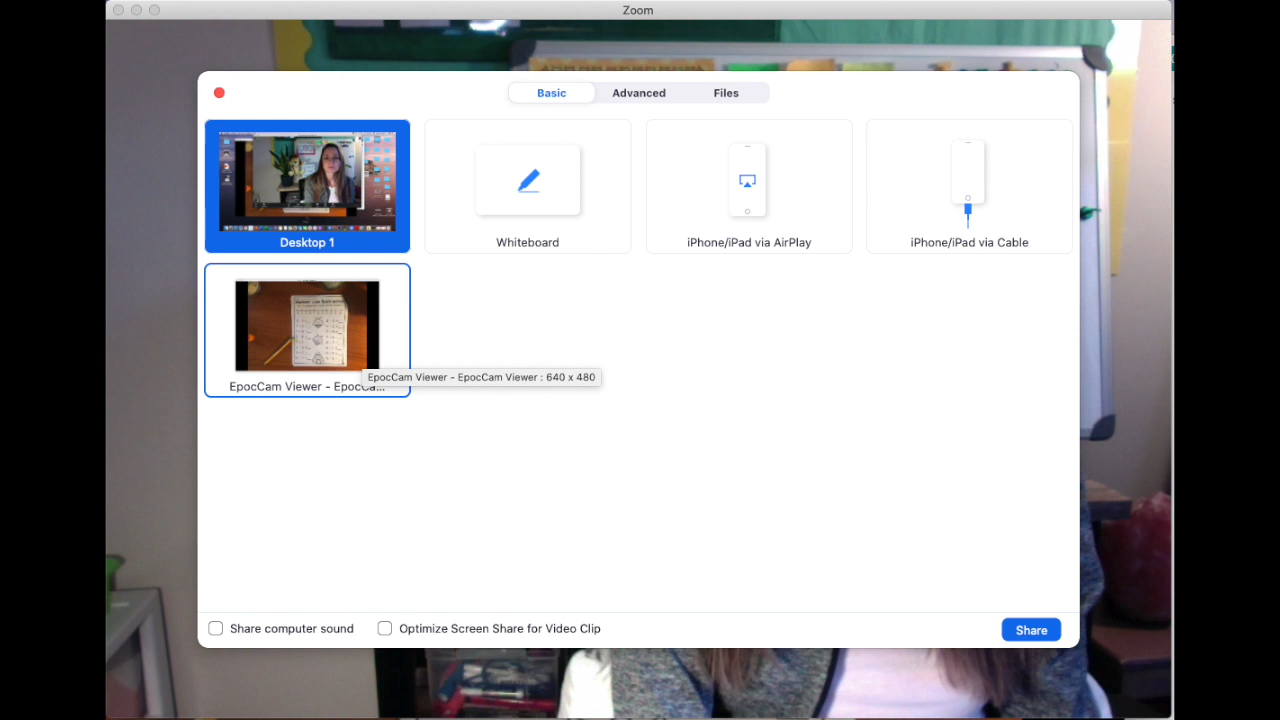 Zoom
Basic Advanced Files
Desktop 1
Whiteboard
iPhone/iPad via AirPlay
iPhone/iPad via Cable
EpocCam Viewer - EpocCa...
EpocCam Viewer - EpocCam Viewer : 640 x 480
Share computer sound
Optimize Screen Share for Video Clip
Share